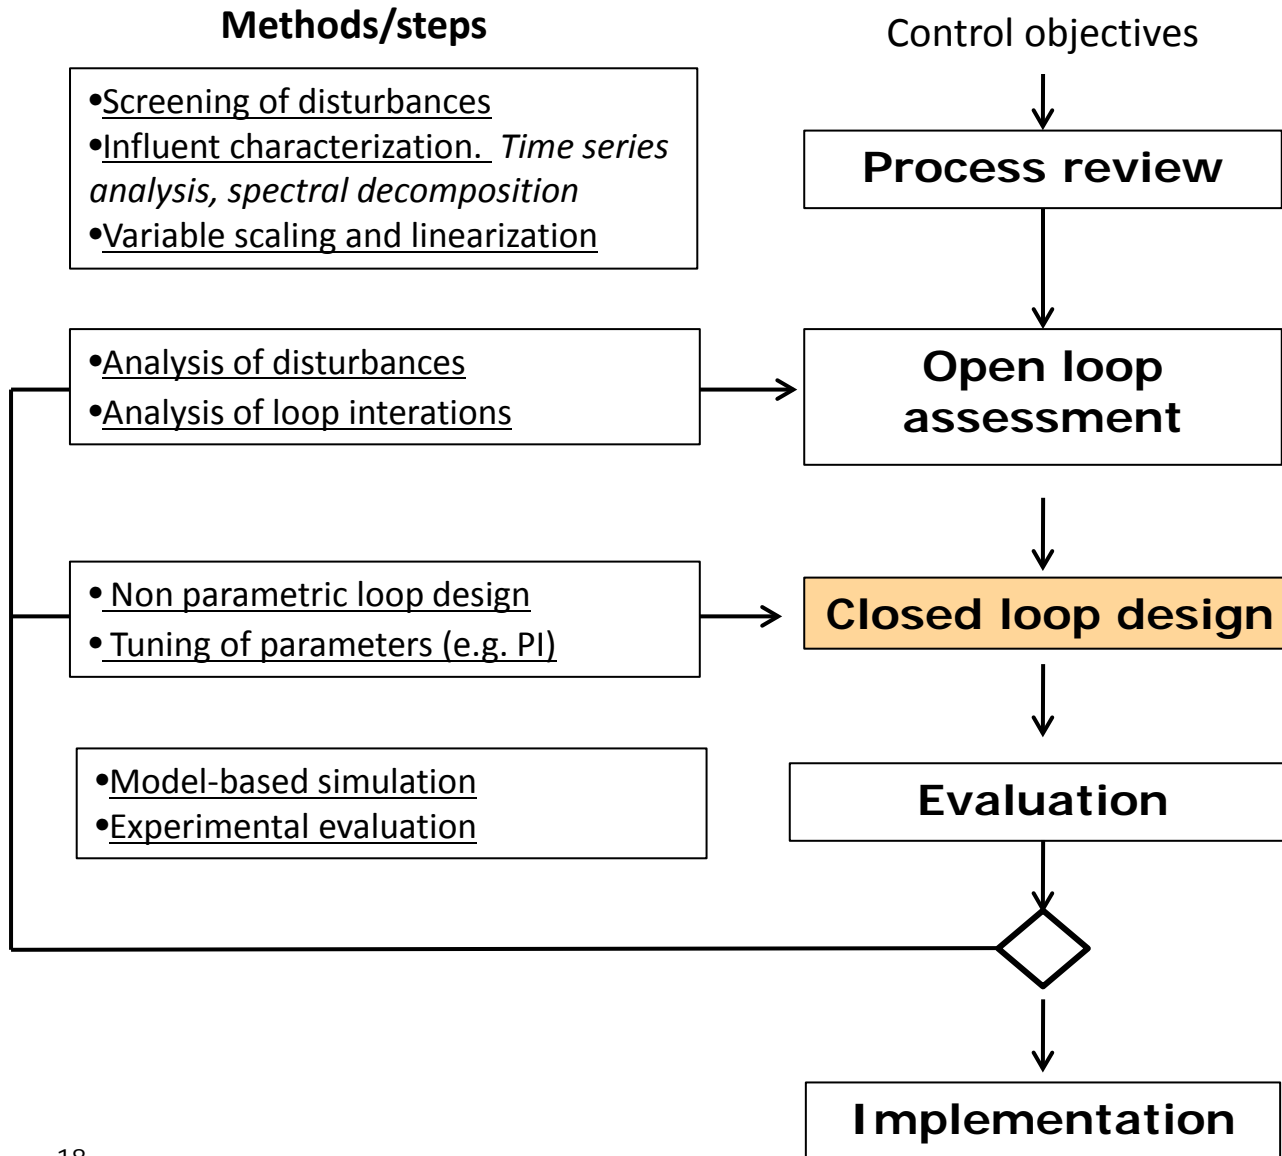 Methods/steps
•Screening of disturbances
•Influent characterization. Time series
analysis, spectral decomposition
•Variable scaling and linearization
•Analysis of disturbances
•Analysis of loop interations
• Non parametric loop design
• Tuning of parameters (e.g. PI)
•Model-based simulation
•Experimental evaluation
Control objectives
Process review
Open loop
assessment
Closed loop design
Evaluation
Implementation
18